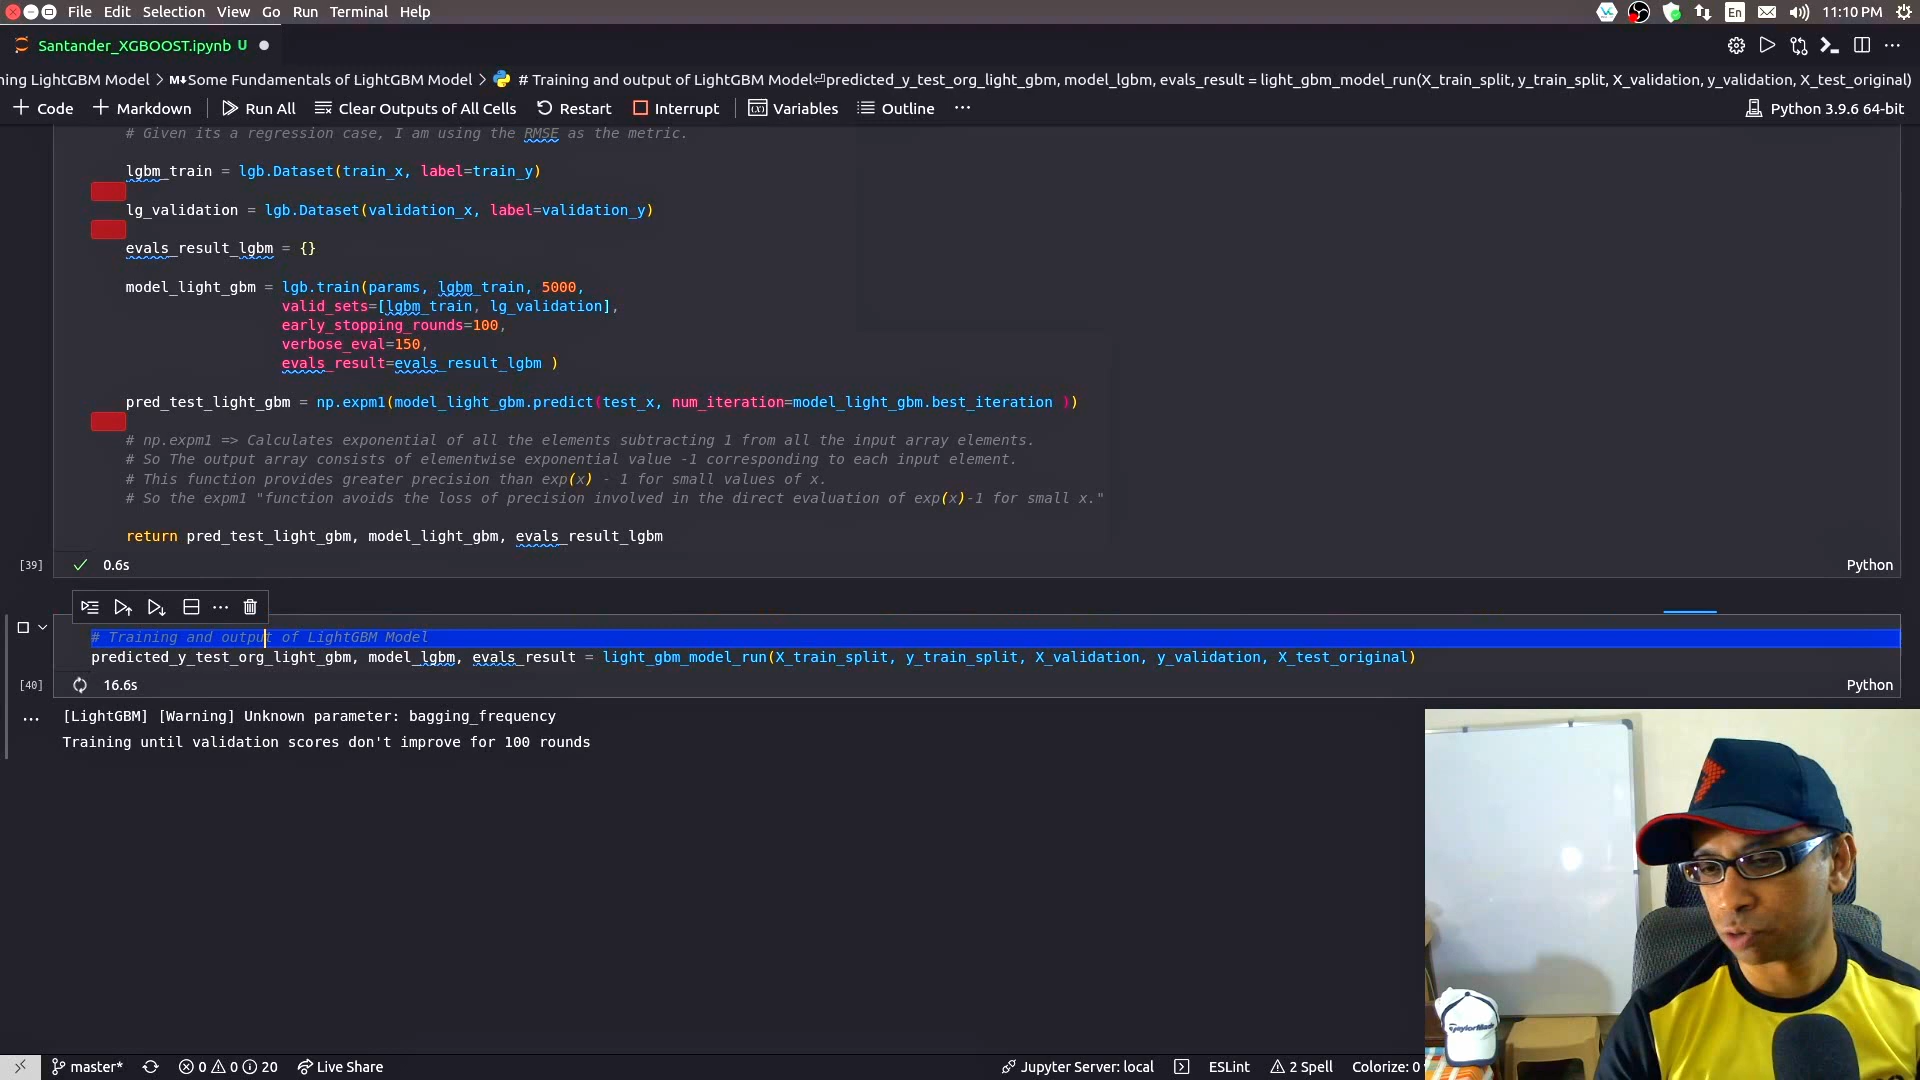 File Edit Selection View Go Run Terminal Help
En 11:10 PM
Santander_XGBOOST.ipynb U
ning LightGBM Model > M↓Some Fundamentals of LightGBM Model > # Training and output of LightGBM Model⏎predicted_y_test_org_light_gbm, model_lgbm, evals_result = light_gbm_model_run(X_train_split, y_train_split, X_validation, y_validation, X_test_original)
+ Code + Markdown Run All Clear Outputs of All Cells Restart Interrupt Variables Outline ··· Python 3.9.6 64-bit
# Given its a regression case, I am using the RMSE as the metric.
lgbm_train = lgb.Dataset(train_x, label=train_y)
lg_validation = lgb.Dataset(validation_x, label=validation_y)
evals_result_lgbm = {}
model_light_gbm = lgb.train(params, lgbm_train, 5000,
valid_sets=[lgbm_train, lg_validation],
early_stopping_rounds=100,
verbose_eval=150,
evals_result=evals_result_lgbm )
pred_test_light_gbm = np.expm1(model_light_gbm.predict(test_x, num_iteration=model_light_gbm.best_iteration ))
# np.expm1 => Calculates exponential of all the elements subtracting 1 from all the input array elements.
# So The output array consists of elementwise exponential value -1 corresponding to each input element.
# This function provides greater precision than exp(x) - 1 for small values of x.
# So the expm1 "function avoids the loss of precision involved in the direct evaluation of exp(x)-1 for small x."
return pred_test_light_gbm, model_light_gbm, evals_result_lgbm
[39] 0.6s Python
# Training and output of LightGBM Model
predicted_y_test_org_light_gbm, model_lgbm, evals_result = light_gbm_model_run(X_train_split, y_train_split, X_validation, y_validation, X_test_original)
[40] 16.6s Python
[LightGBM] [Warning] Unknown parameter: bagging_frequency
Training until validation scores don't improve for 100 rounds
TaylorMade
master* 0 0 20 Live Share Jupyter Server: local ESLint 2 Spell Colorize: 0